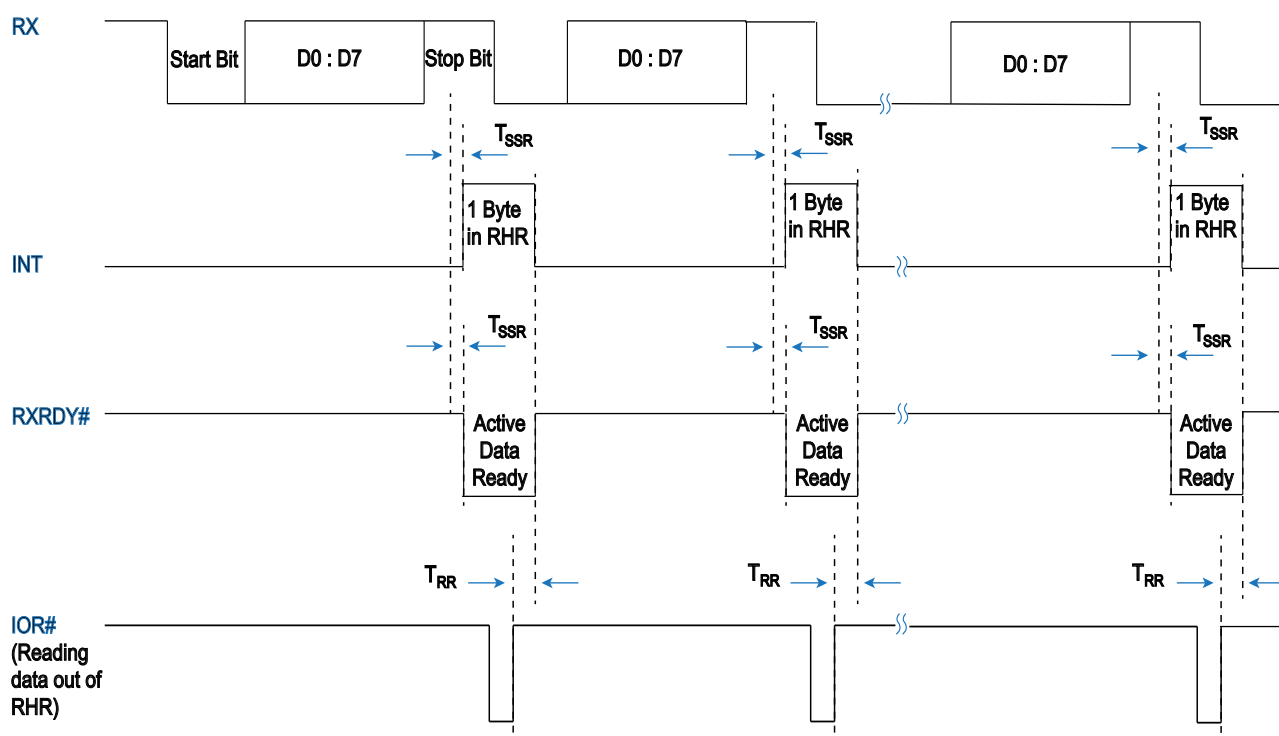 RX
Start Bit
D0 : D7
Stop Bit
D0 : D7
D0 : D7
TSSR
TSSR
TSSR
1 Byte
in RHR
1 Byte
in RHR
1 Byte
in RHR
INT
TSSR
TSSR
TSSR
RXRDY#
Active
Data
Ready
Active
Data
Ready
Active
Data
Ready
TRR
TRR
TRR
IOR#
(Reading
data out of
RHR)